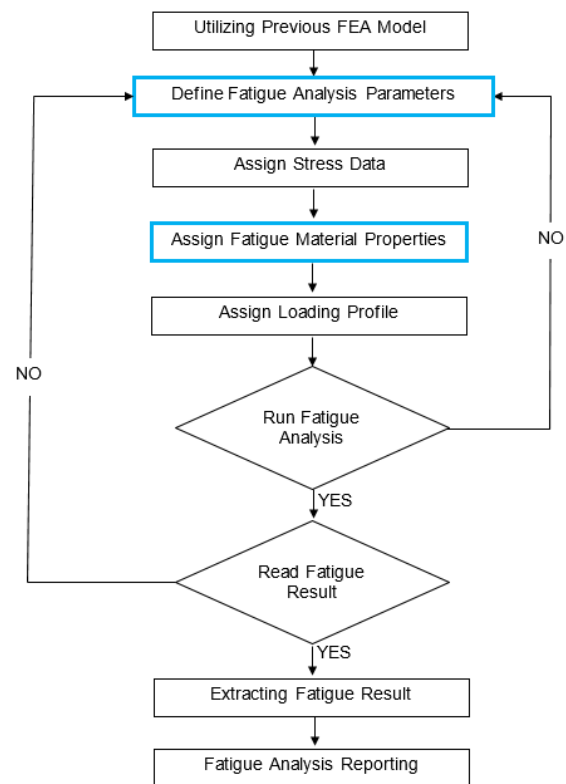 Utilizing Previous FEA Model
Define Fatigue Analysis Parameters
Assign Stress Data
Assign Fatigue Material Properties
NO
Assign Loading Profile
NO
Run Fatigue
Analysis
YES
Read Fatigue
Result
YES
Extracting Fatigue Result
Fatigue Analysis Reporting